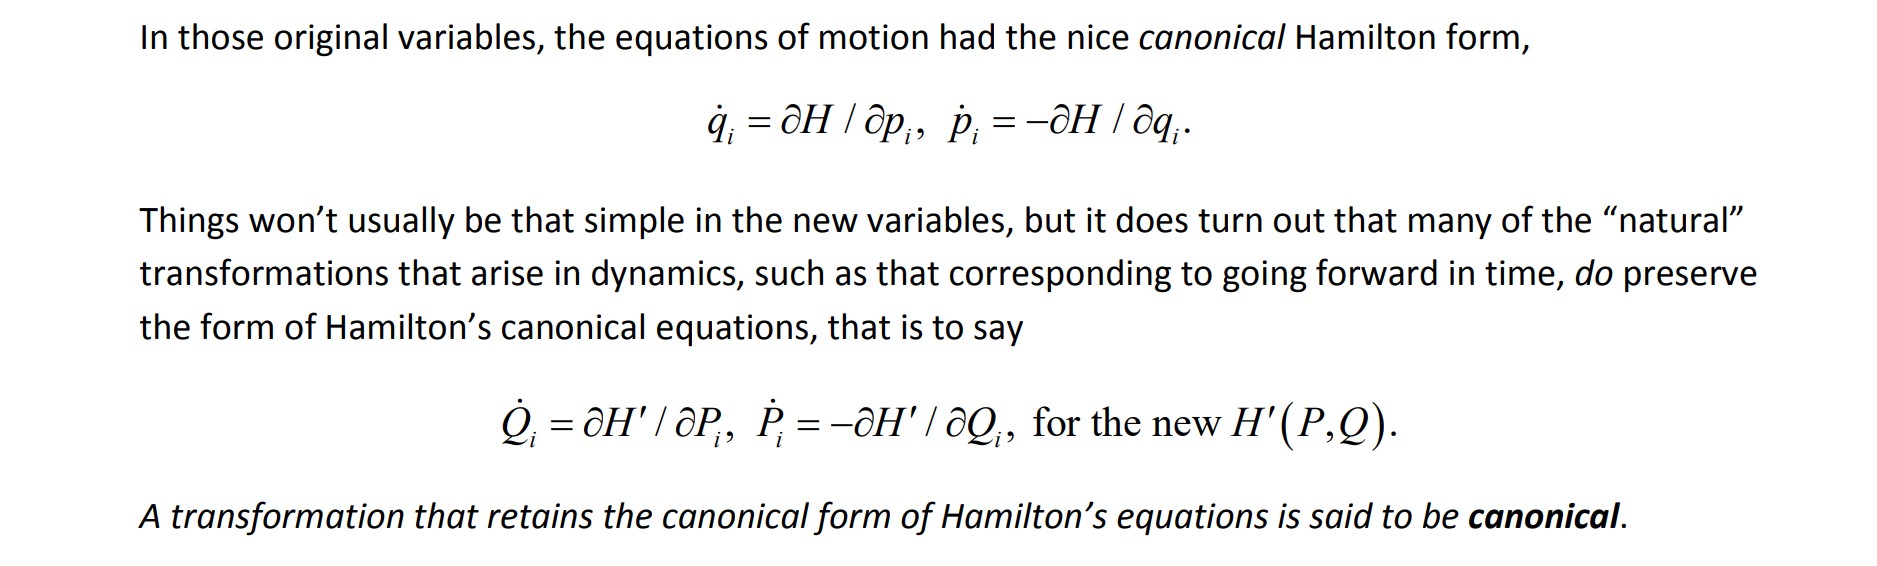 In those original variables, the equations of motion had the nice canonical Hamilton form,
q̇ᵢ = ∂H / ∂pᵢ, ṗᵢ = −∂H / ∂qᵢ.
Things won’t usually be that simple in the new variables, but it does turn out that many of the “natural”
transformations that arise in dynamics, such as that corresponding to going forward in time, do preserve
the form of Hamilton’s canonical equations, that is to say
Q̇ᵢ = ∂H′ / ∂Pᵢ, Ṗᵢ = −∂H′ / ∂Qᵢ, for the new H′(P,Q).
A transformation that retains the canonical form of Hamilton’s equations is said to be canonical.